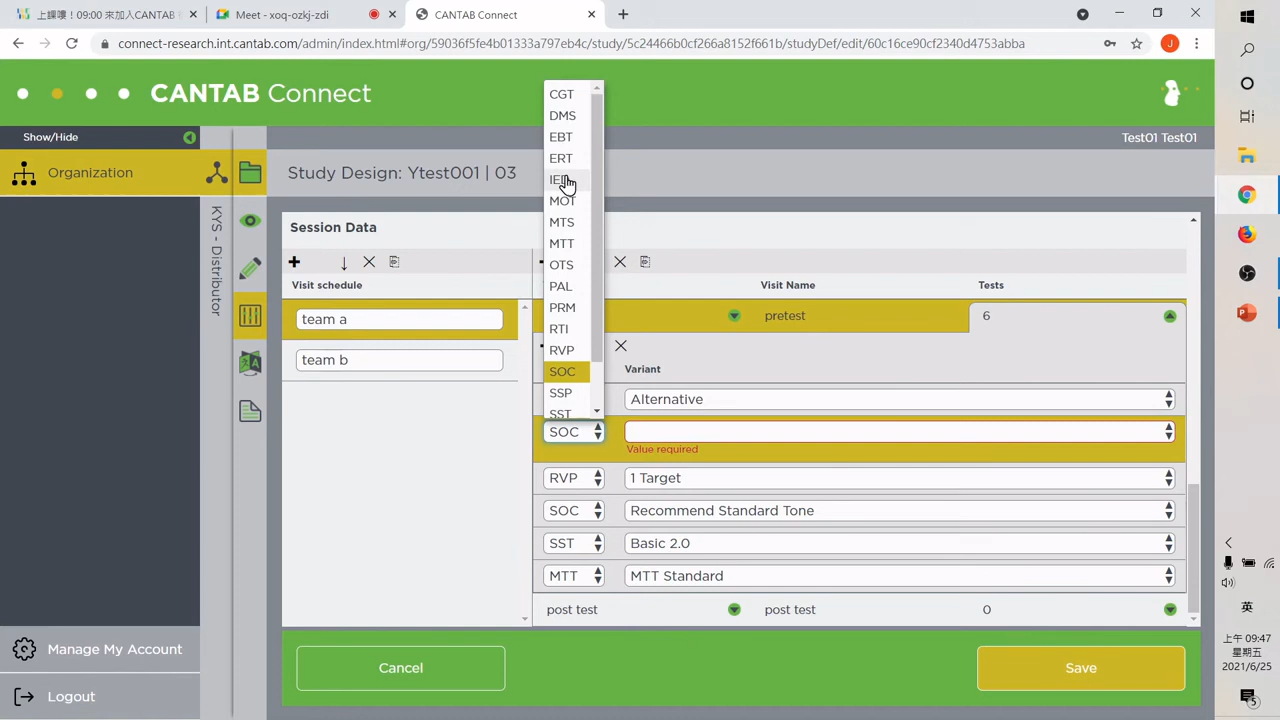 上課嘍！09:00 來加入CANTAB
Meet - xoq-ozkj-zdi
CANTAB Connect
connect-research.int.cantab.com/admin/index.html#org/59036f5fe4b01333a797eb4c/study/5c24466b0cf266a8152f661b/studyDef/edit/60c16ce90cf2340d4753abba
J
CANTAB Connect
Show/Hide
Test01 Test01
Organization
Study Design: Ytest001 | 03
KYS - Distributor
Session Data
Visit schedule
Visit Name
Tests
team a
pretest
6
team b
Variant
CGT
DMS
EBT
ERT
IED
MOT
MTS
MTT
OTS
PAL
PRM
RTI
RVP
SOC
SSP
SST
Alternative
SOC
Value required
RVP
1 Target
SOC
Recommend Standard Tone
SST
Basic 2.0
MTT
MTT Standard
post test
post test
0
Manage My Account
Logout
Cancel
Save
英
上午 09:47
星期五
2021/6/25
5